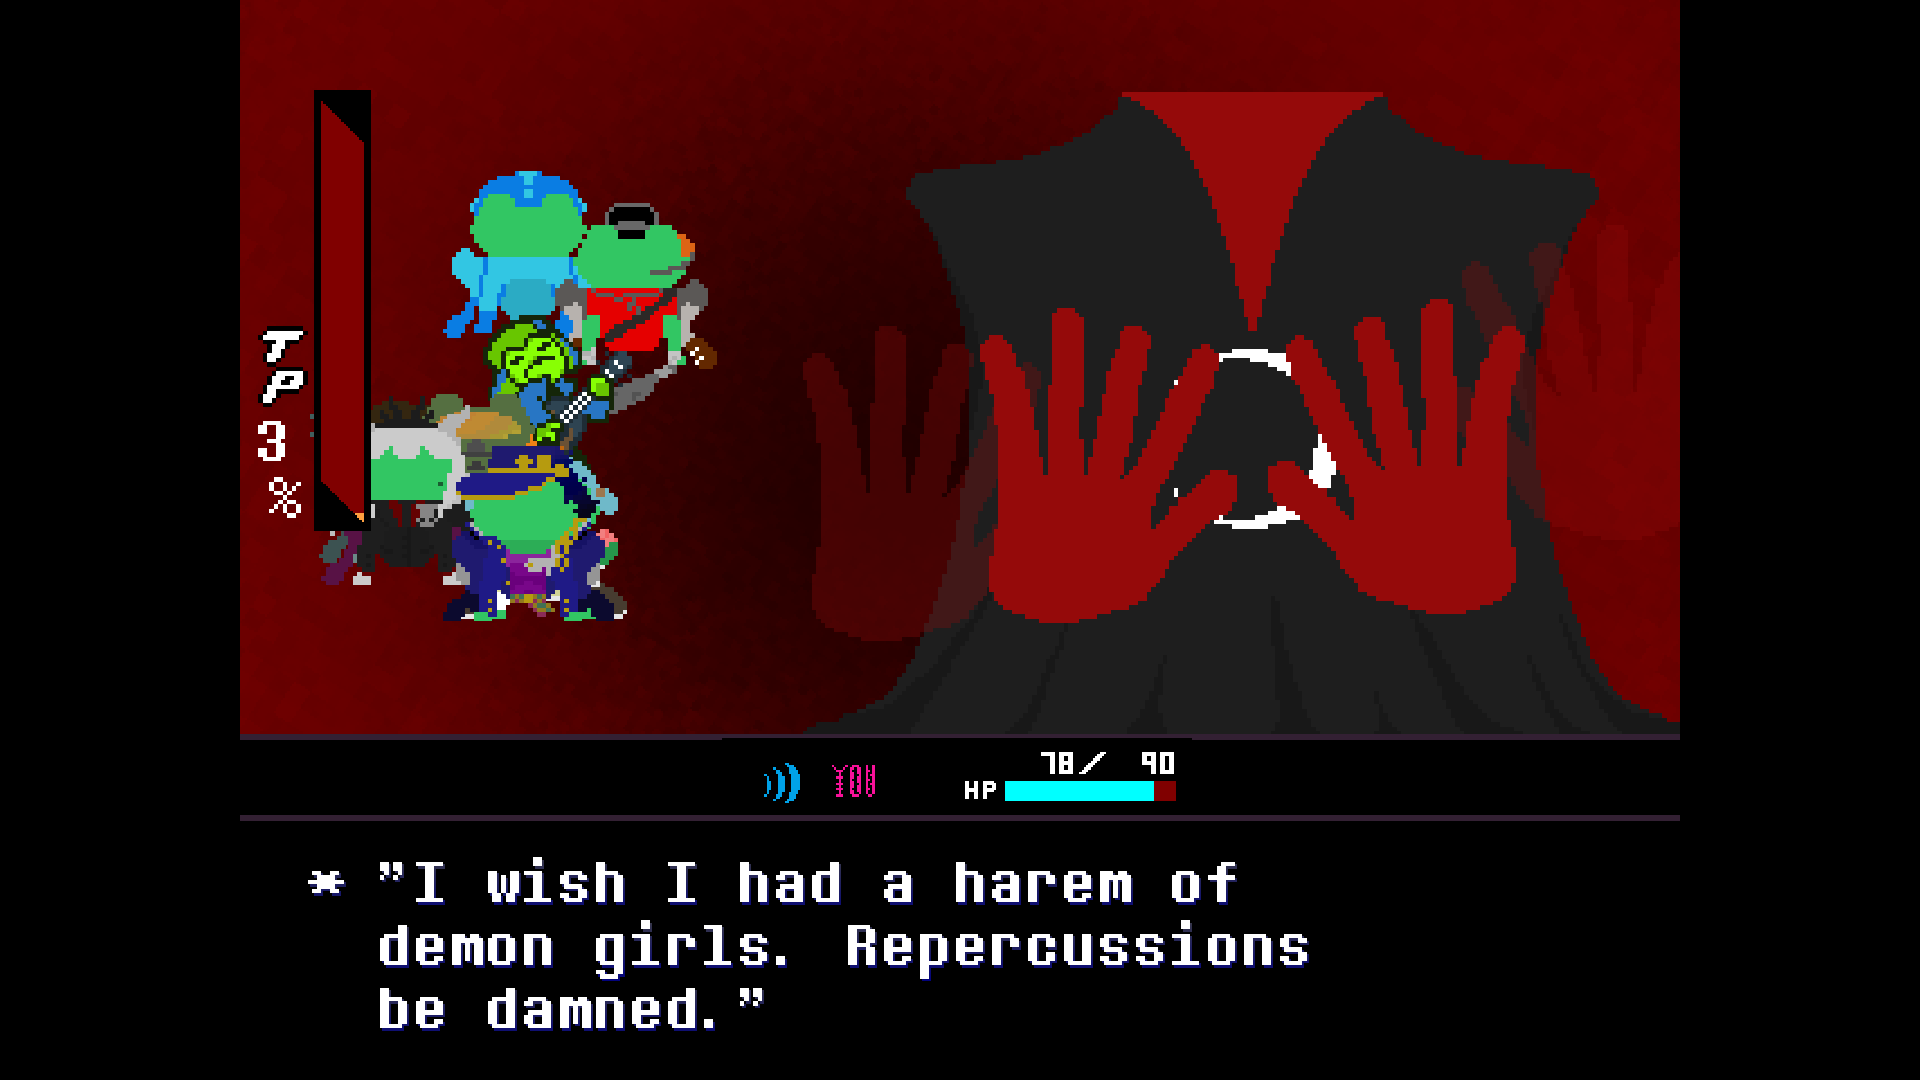 TP
3
%
YOU
78/ 90
HP
* "I wish I had a harem of
demon girls. Repercussions
be damned."